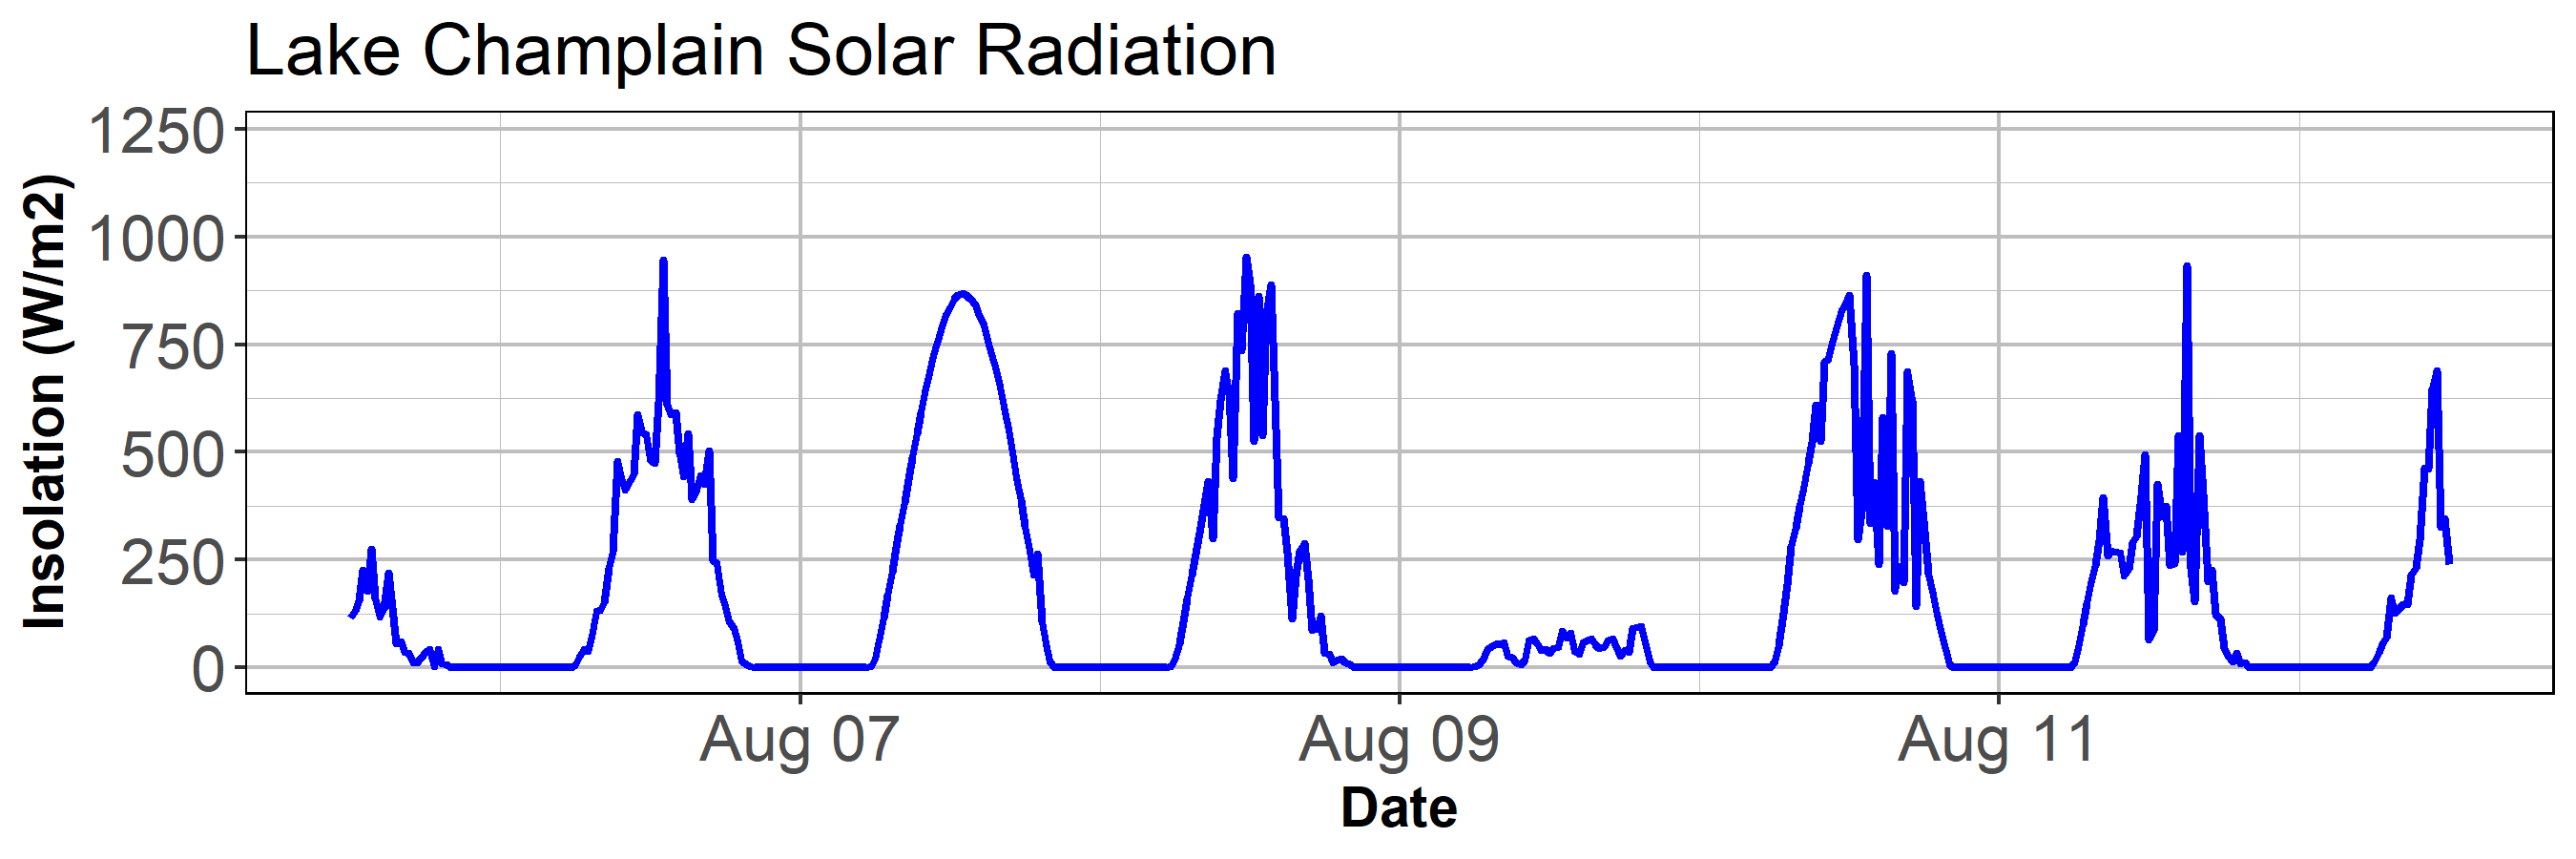 Lake Champlain Solar Radiation
Insolation (W/m2)
1250
1000
750
500
250
0
Aug 07 Aug 09 Aug 11
Date